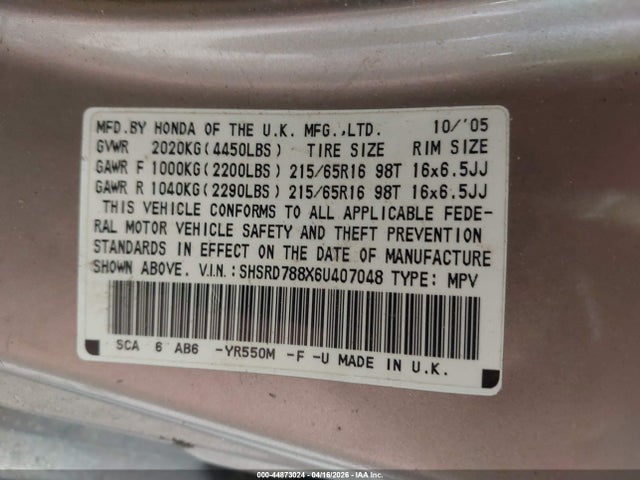 MFD.BY HONDA OF THE U.K. MFG.,LTD. 10/'05
GVWR 2020KG(4450LBS) TIRE SIZE RIM SIZE
GAWR F 1000KG(2200LBS) 215/65R16 98T 16x6.5JJ
GAWR R 1040KG(2290LBS) 215/65R16 98T 16x6.5JJ
THIS VEHICLE CONFORMS TO ALL APPLICABLE FEDE-
RAL MOTOR VEHICLE SAFETY AND THEFT PREVENTION
STANDARDS IN EFFECT ON THE DATE OF MANUFACTURE
SHOWN ABOVE. V.I.N.:SHSRD788X6U407048 TYPE: MPV
SCA 6 AB6 -YR550M -F -U MADE IN U.K.
000-44873024 | 04/16/2026 | IAA Inc.